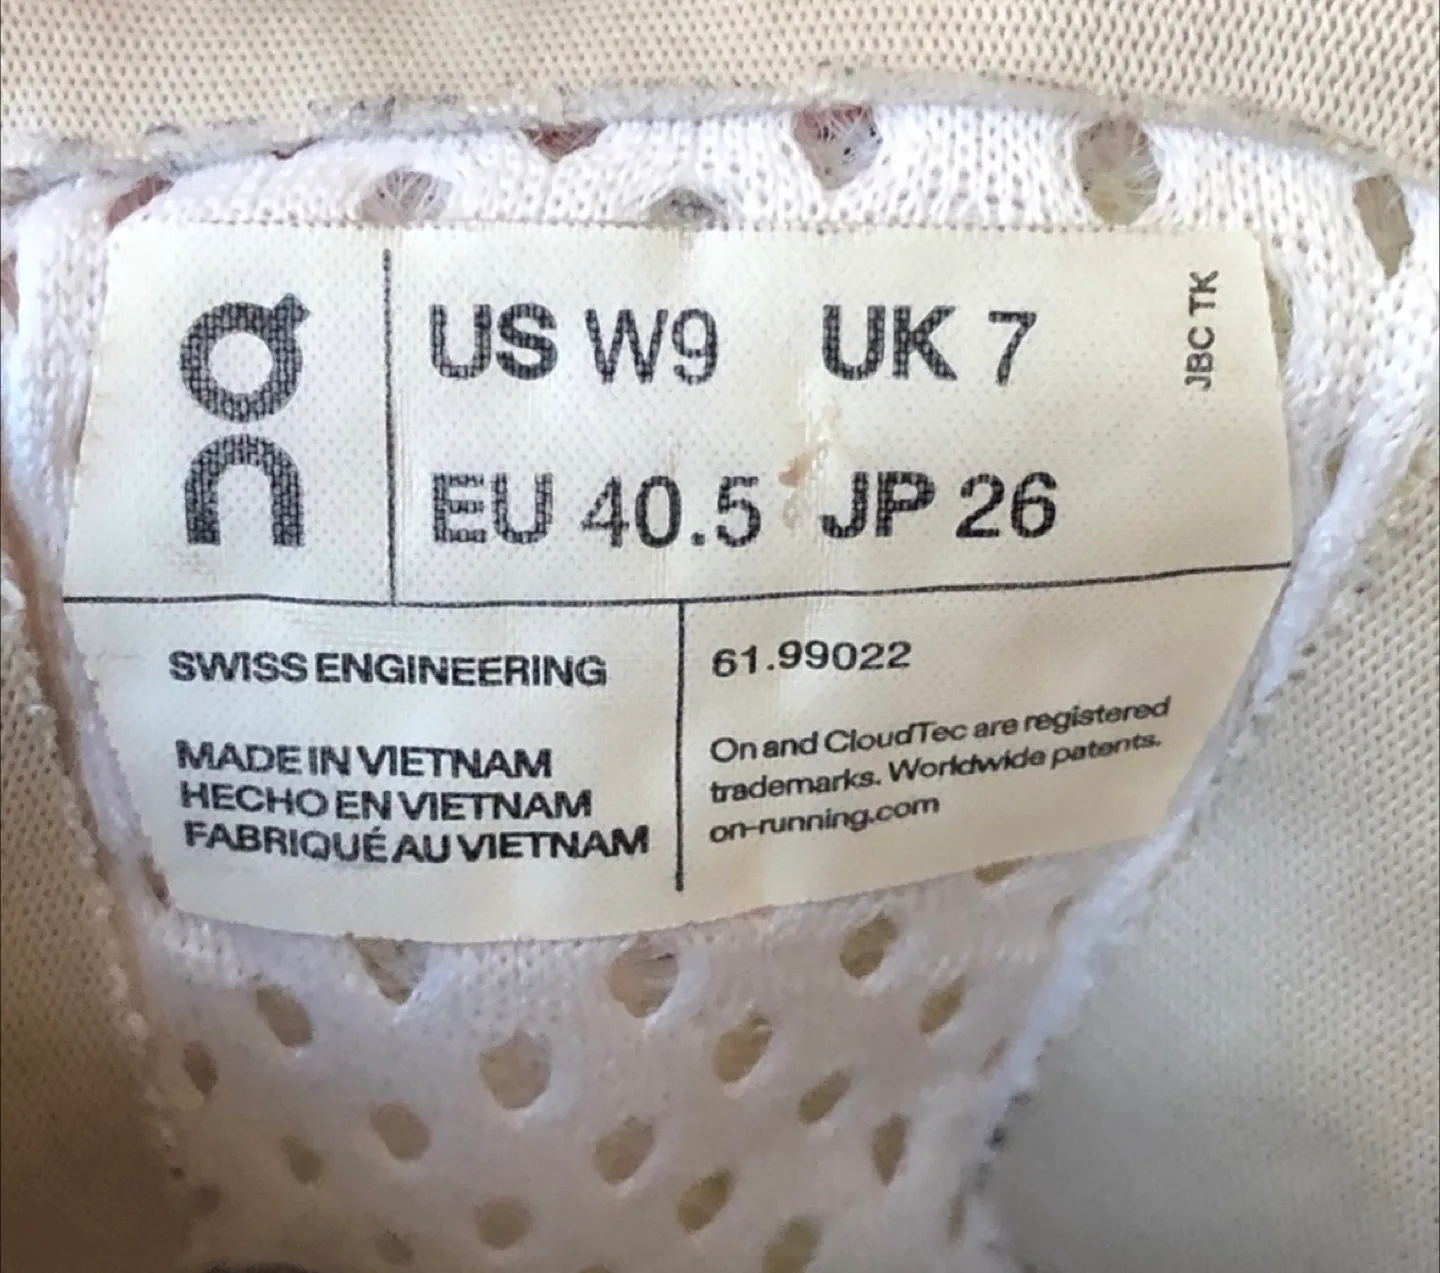 On
US W9 UK 7
JBC TK
EU 40.5 JP 26
SWISS ENGINEERING
MADE IN VIETNAM
HECHO EN VIETNAM
FABRIQUÉ AU VIETNAM
61.99022
On and CloudTec are registered
trademarks. Worldwide patents.
on-running.com